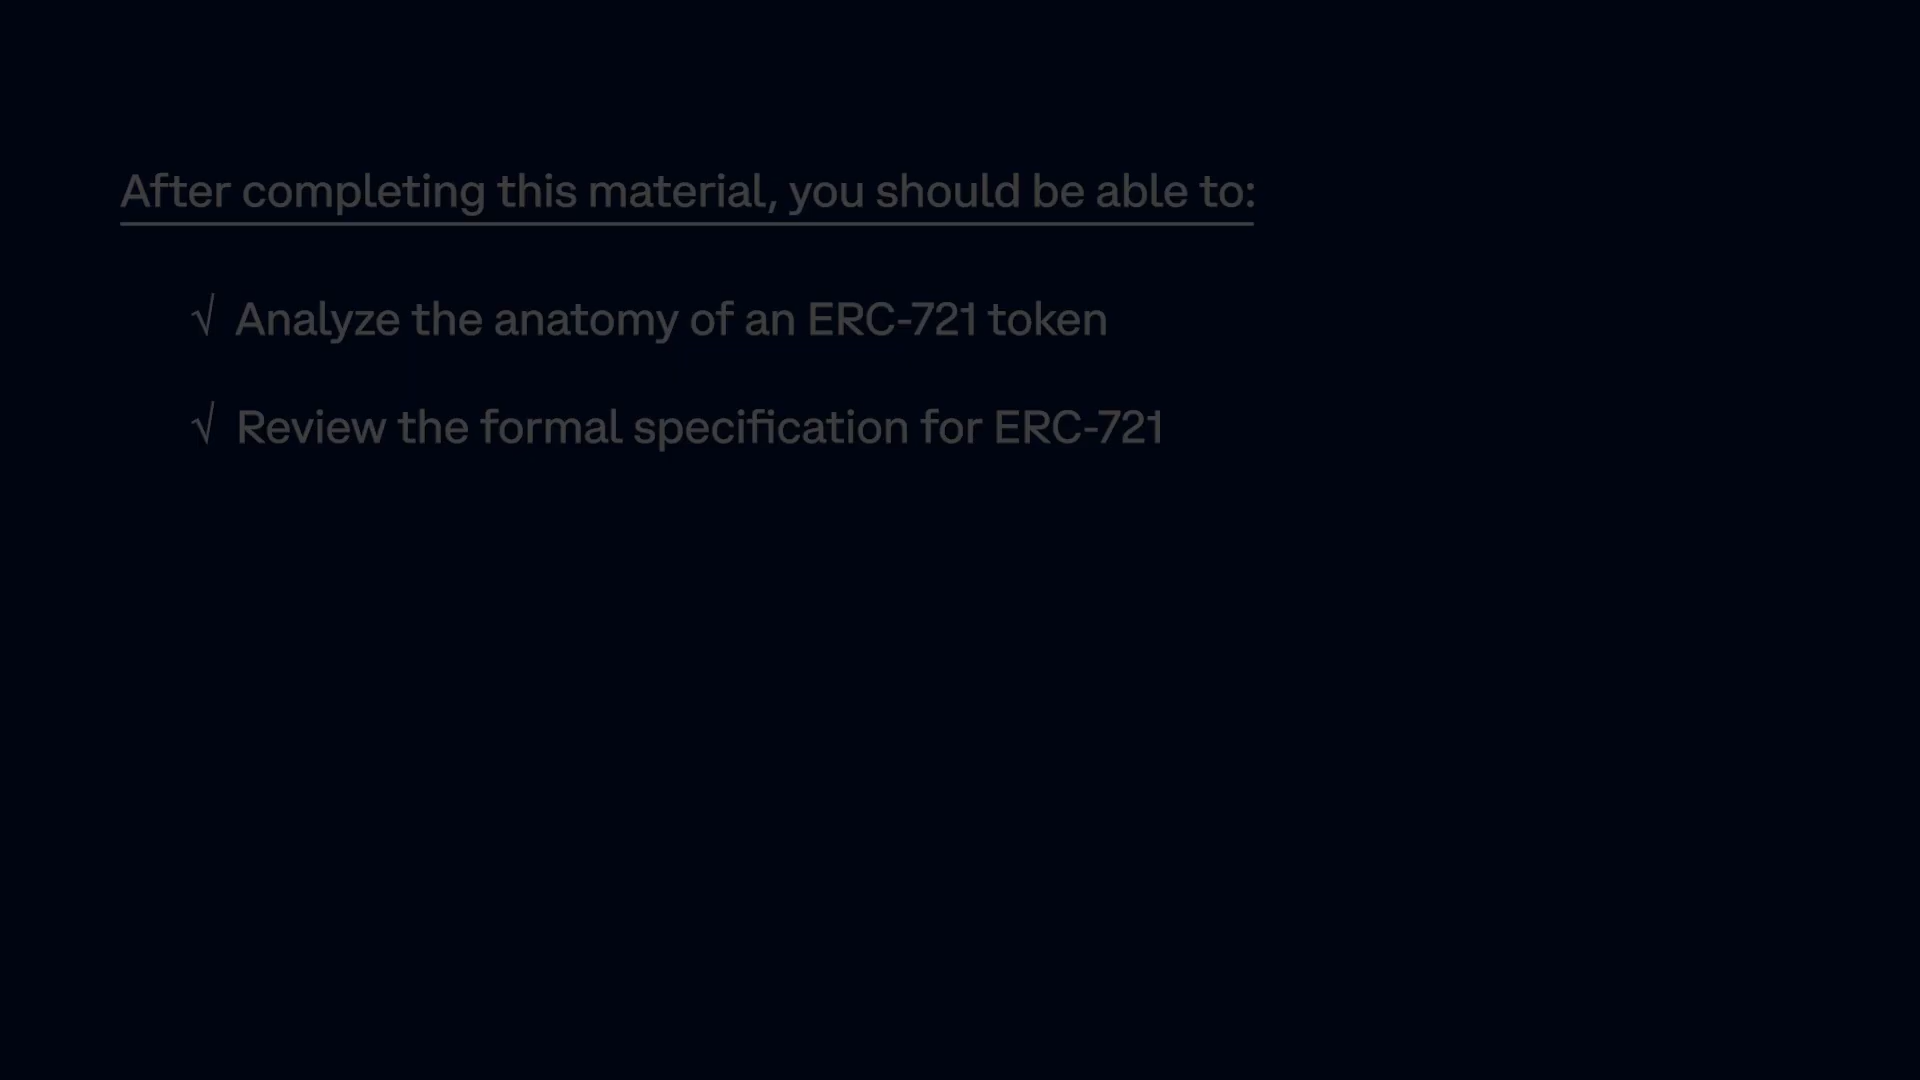 After completing this material, you should be able to:
√ Analyze the anatomy of an ERC-721 token
√ Review the formal specification for ERC-721